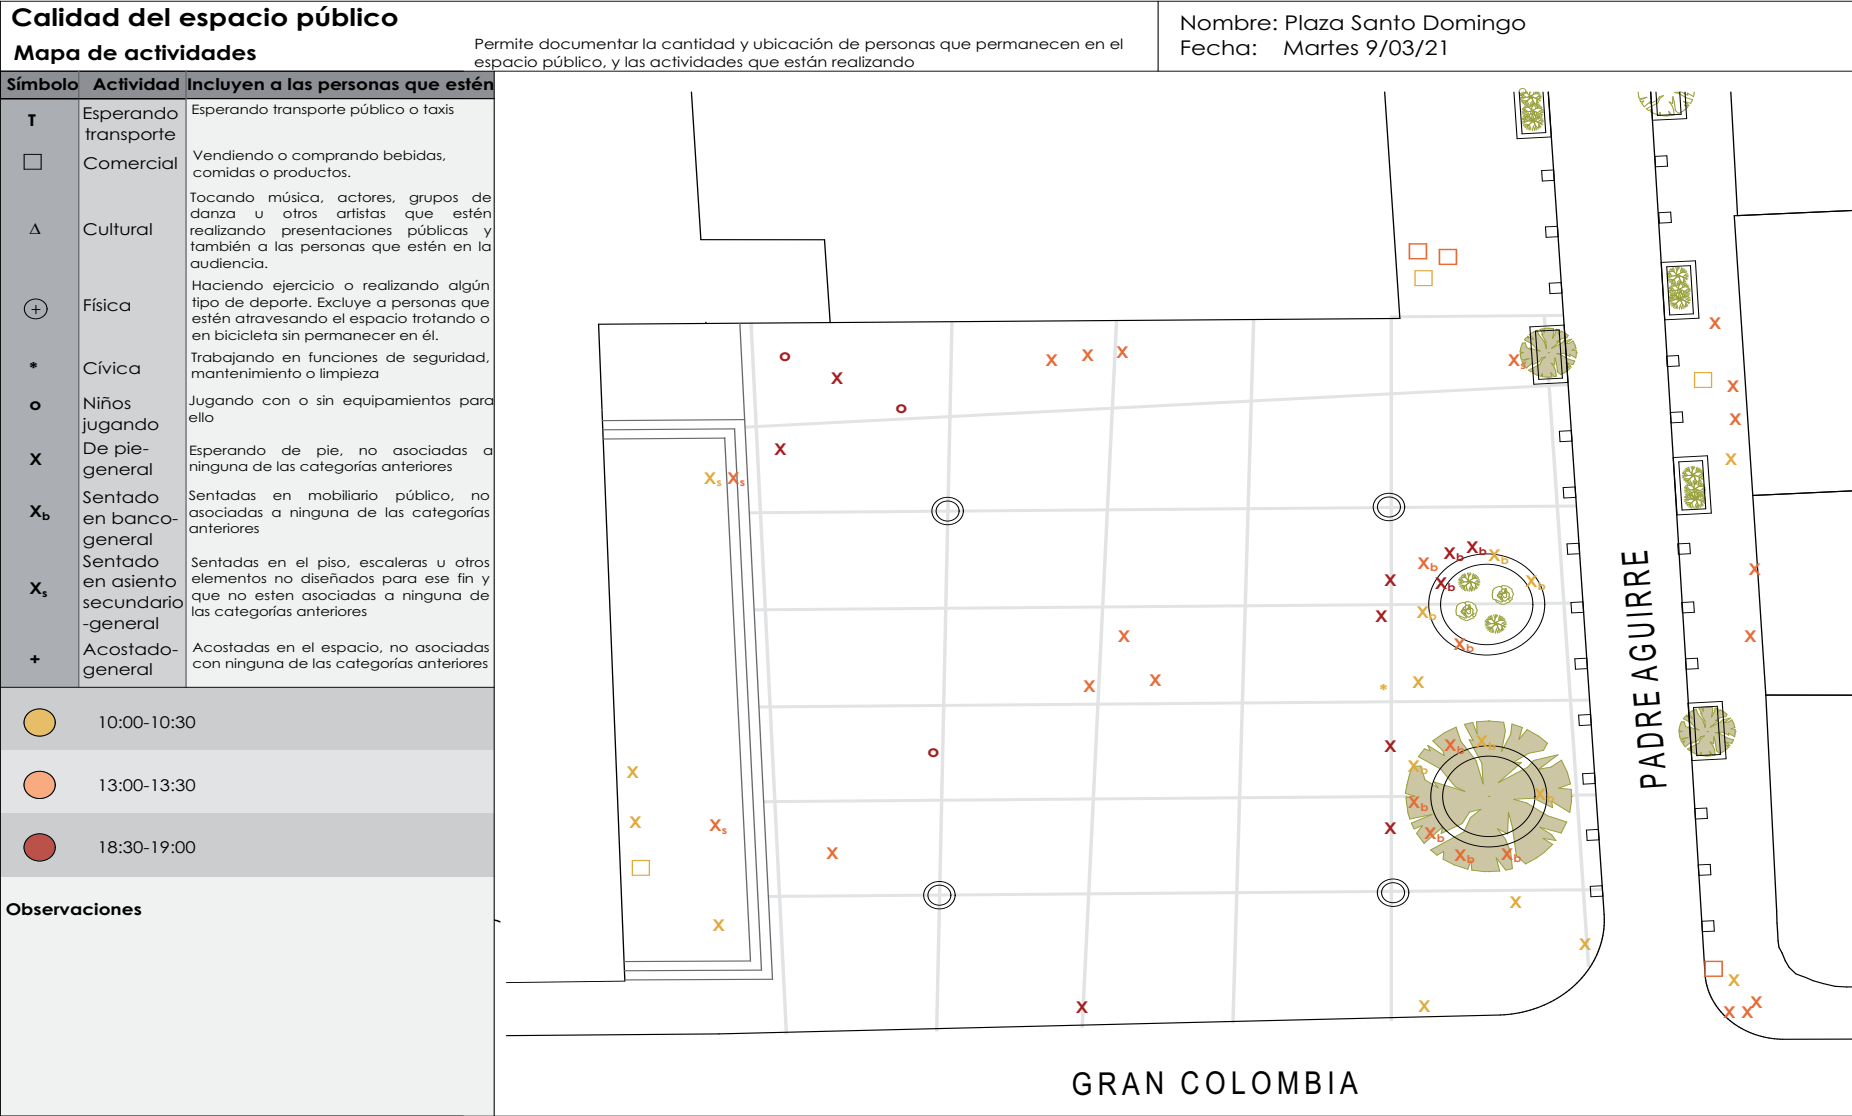 Calidad del espacio público
Mapa de actividades
Permite documentar la cantidad y ubicación de personas que permanecen en el
espacio público, y las actividades que están realizando
Nombre: Plaza Santo Domingo
Fecha: Martes 9/03/21
Símbolo Actividad Incluyen a las personas que estén
T
Esperando
transporte
Esperando transporte público o taxis
Comercial
Vendiendo o comprando bebidas,
comidas o productos.
Δ
Cultural
Tocando música, actores, grupos de
danza u otros artistas que estén
realizando presentaciones públicas y
también a las personas que estén en la
audiencia.
+
Física
Haciendo ejercicio o realizando algún
tipo de deporte. Excluye a personas que
estén atravesando el espacio trotando o
en bicicleta sin permanecer en él.
*
Cívica
Trabajando en funciones de seguridad,
mantenimiento o limpieza
o
Niños
jugando
Jugando con o sin equipamientos para
ello
X
De pie-
general
Esperando de pie, no asociadas a
ninguna de las categorías anteriores
Xb
Sentado
en banco-
general
Sentadas en mobiliario público, no
asociadas a ninguna de las categorías
anteriores
Xs
Sentado
en asiento
secundario
-general
Sentadas en el piso, escaleras u otros
elementos no diseñados para ese fin y
que no esten asociadas a ninguna de
las categorías anteriores
+
Acostado-
general
Acostadas en el espacio, no asociadas
con ninguna de las categorías anteriores
10:00-10:30
13:00-13:30
18:30-19:00
Observaciones
PADRE AGUIRRE
GRAN COLOMBIA